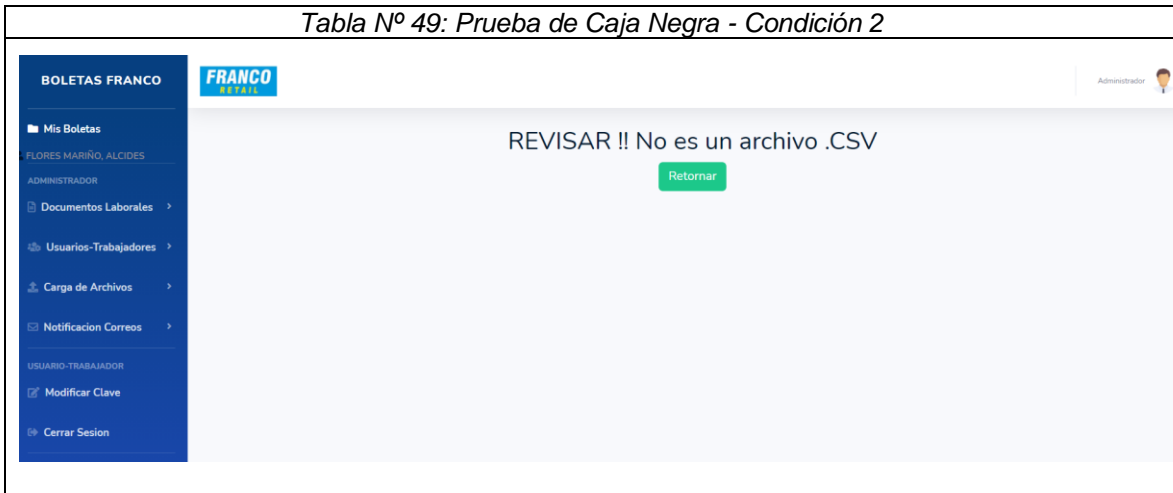 Tabla Nº 49: Prueba de Caja Negra - Condición 2
BOLETAS FRANCO
FRANCO
RETAIL
Administrador
Mis Boletas
FLORES MARIÑO, ALCIDES
ADMINISTRADOR
Documentos Laborales
Usuarios-Trabajadores
Carga de Archivos
Notificacion Correos
USUARIO-TRABAJADOR
Modificar Clave
Cerrar Sesion
REVISAR !! No es un archivo .CSV
Retornar